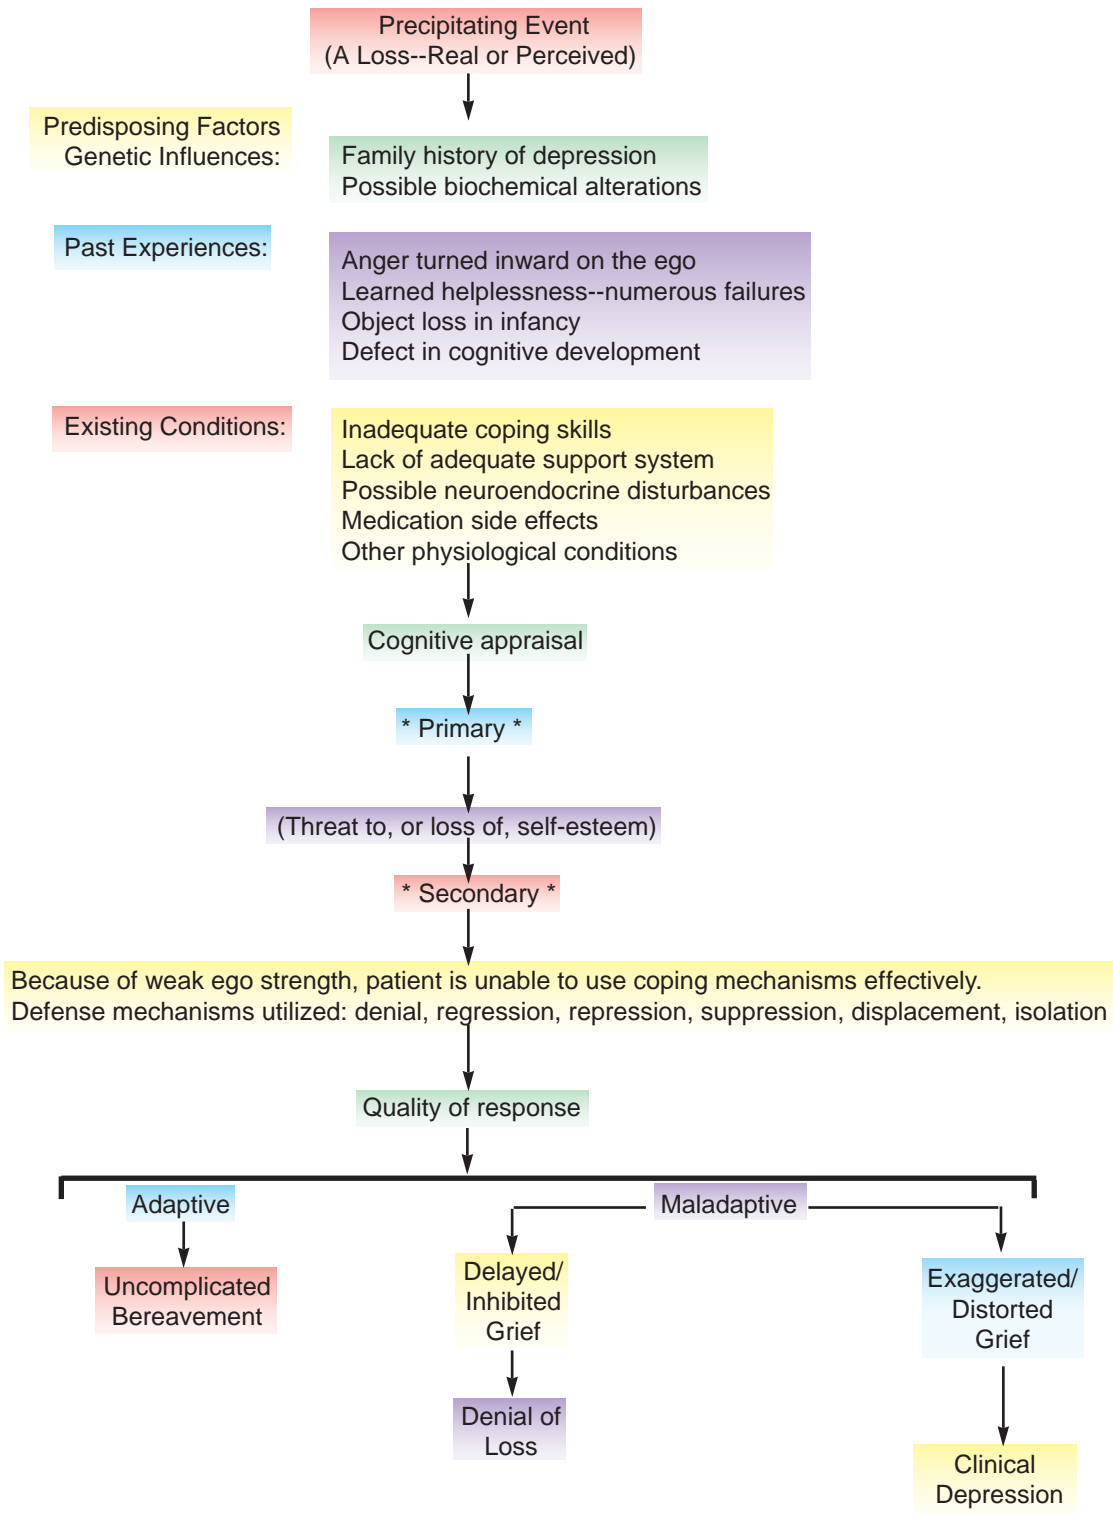 Precipitating Event
(A Loss--Real or Perceived)
Predisposing Factors
Genetic Influences:
Family history of depression
Possible biochemical alterations
Past Experiences:
Anger turned inward on the ego
Learned helplessness--numerous failures
Object loss in infancy
Defect in cognitive development
Existing Conditions:
Inadequate coping skills
Lack of adequate support system
Possible neuroendocrine disturbances
Medication side effects
Other physiological conditions
Cognitive appraisal
* Primary *
(Threat to, or loss of, self-esteem)
* Secondary *
Because of weak ego strength, patient is unable to use coping mechanisms effectively.
Defense mechanisms utilized: denial, regression, repression, suppression, displacement, isolation
Quality of response
Adaptive
Maladaptive
Uncomplicated
Bereavement
Delayed/
Inhibited
Grief
Exaggerated/
Distorted
Grief
Denial of
Loss
Clinical
Depression